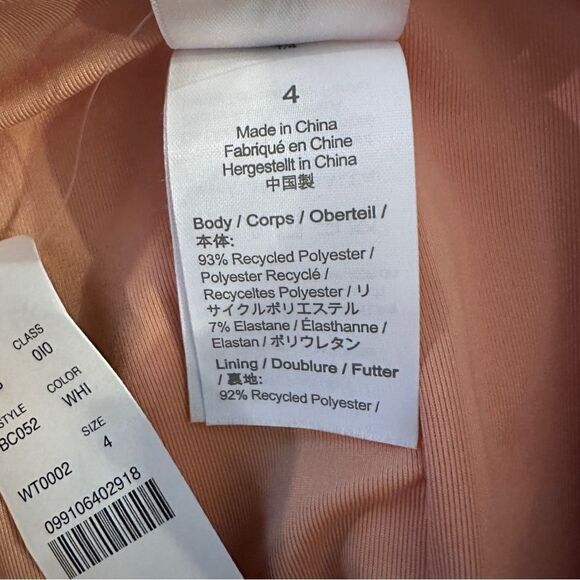 4
Made in China
Fabriqué en Chine
Hergestellt in China
中国製
Body / Corps / Oberteil /
本体:
93% Recycled Polyester /
Polyester Recyclé /
Recyceltes Polyester / リ
サイクルポリエステル
7% Elastane / Élasthanne /
Elastan / ポリウレタン
Lining / Doublure / Futter
/ 裏地:
92% Recycled Polyester /
CLASS
0I0
STYLE
BC052
COLOR
WHI
SIZE
4
WT0002
099106402918